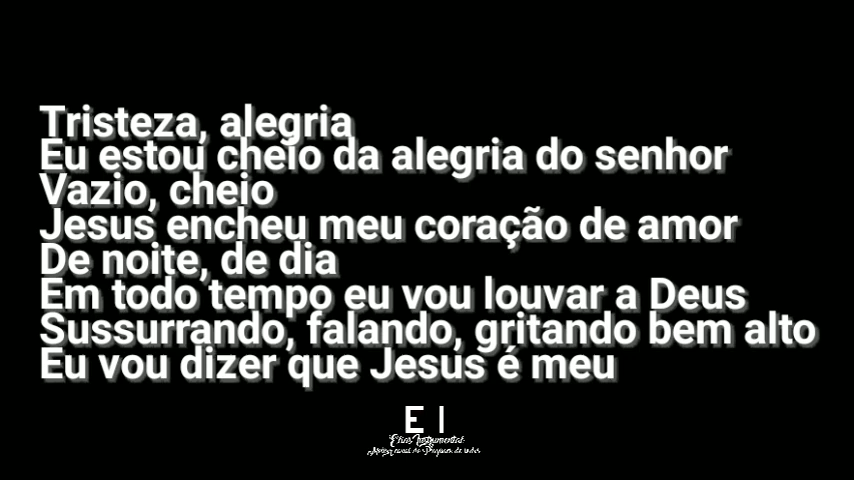 Tristeza, alegria
Eu estou cheio da alegria do senhor
Vazio, cheio
Jesus encheu meu coração de amor
De noite, de dia
Em todo tempo eu vou louvar a Deus
Sussurrando, falando, gritando bem alto
Eu vou dizer que Jesus é meu
E I
Elias Instrumental